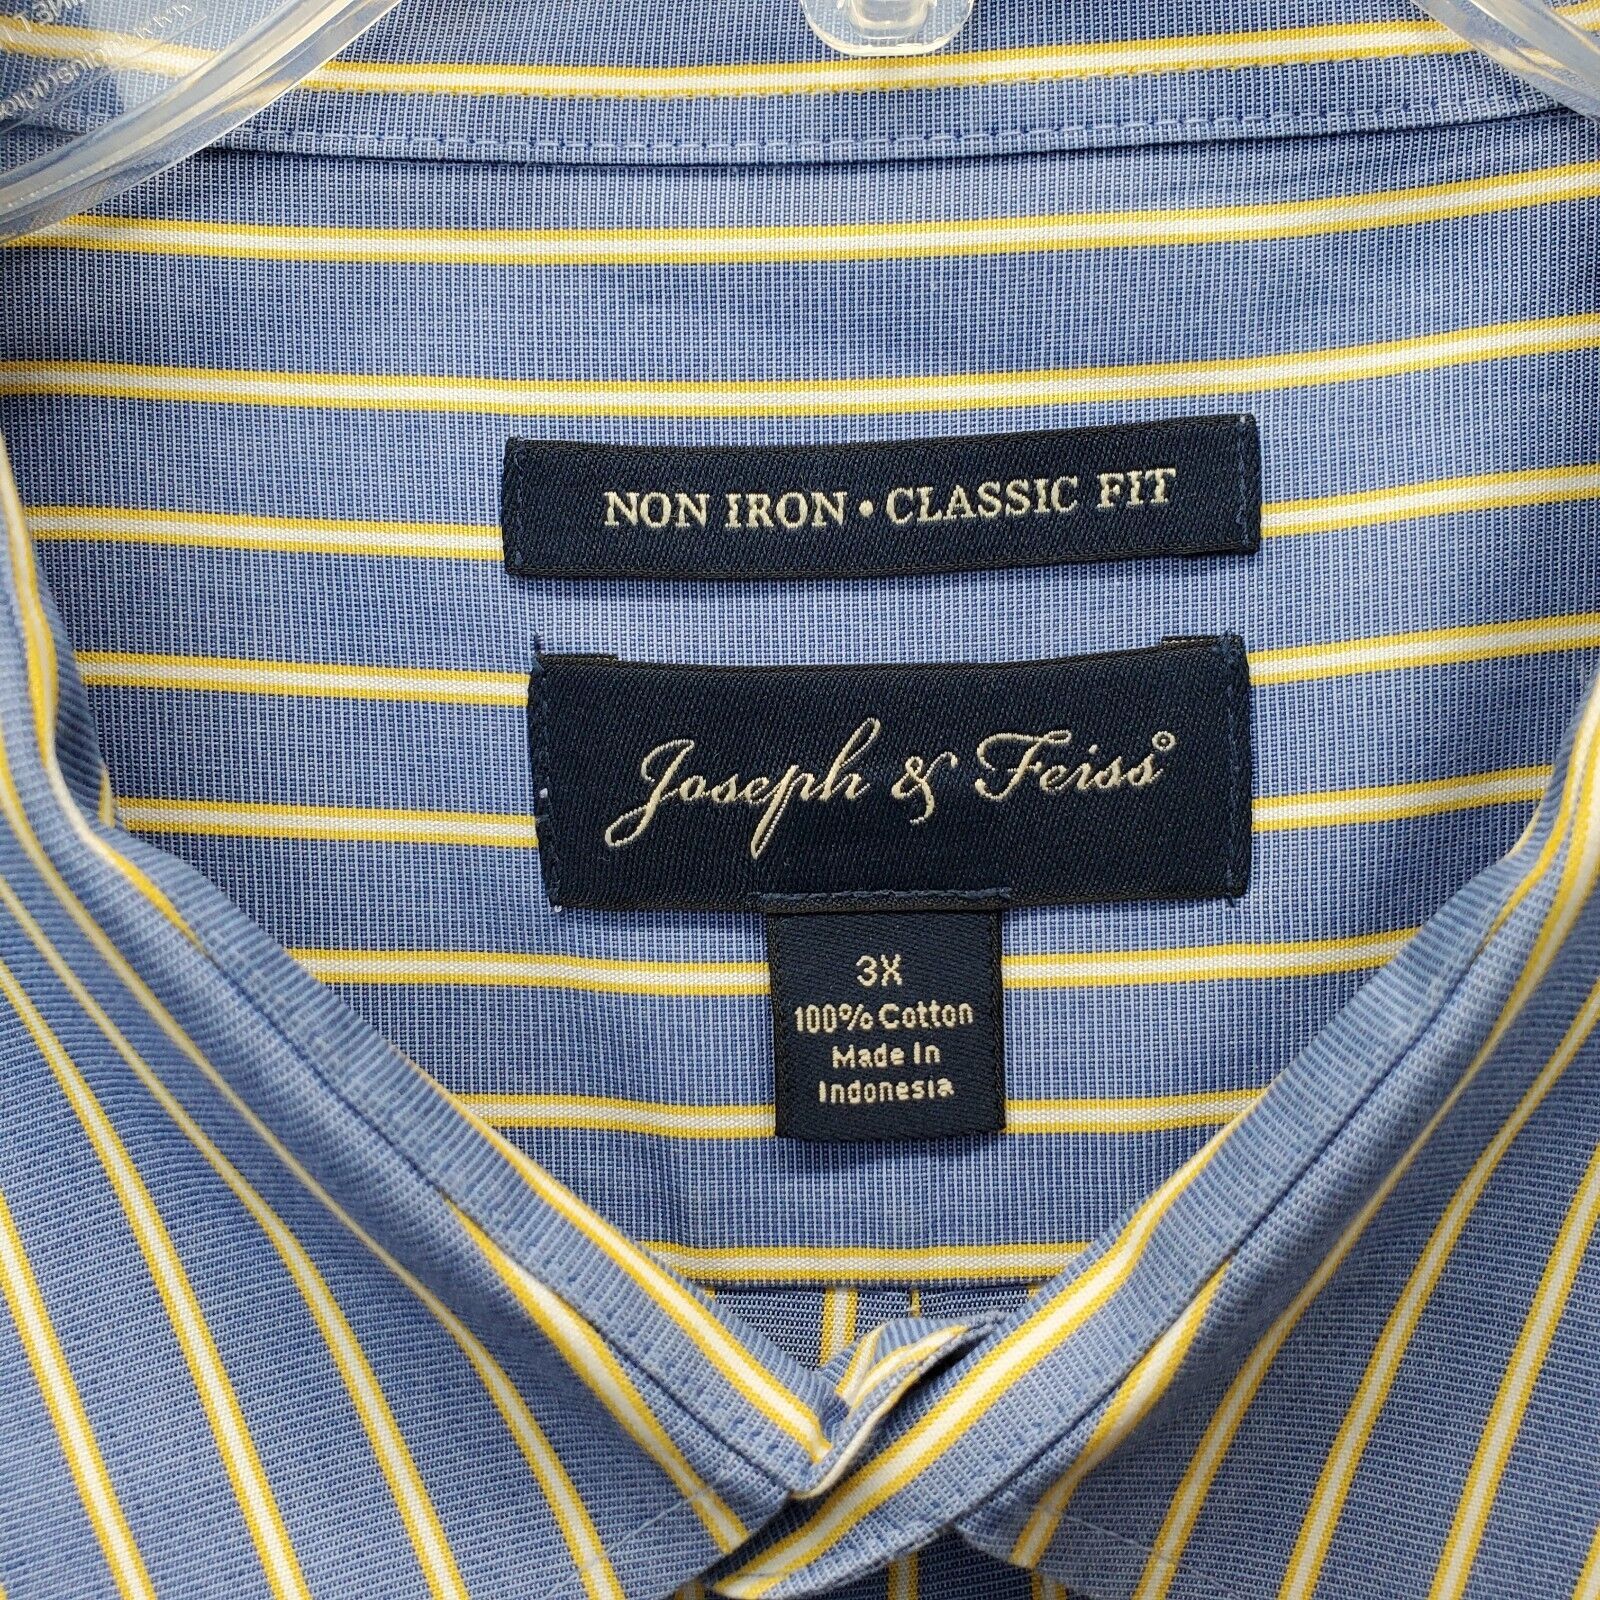 NON IRON • CLASSIC FIT
Joseph & Feiss
3X
100% Cotton
Made In
Indonesia